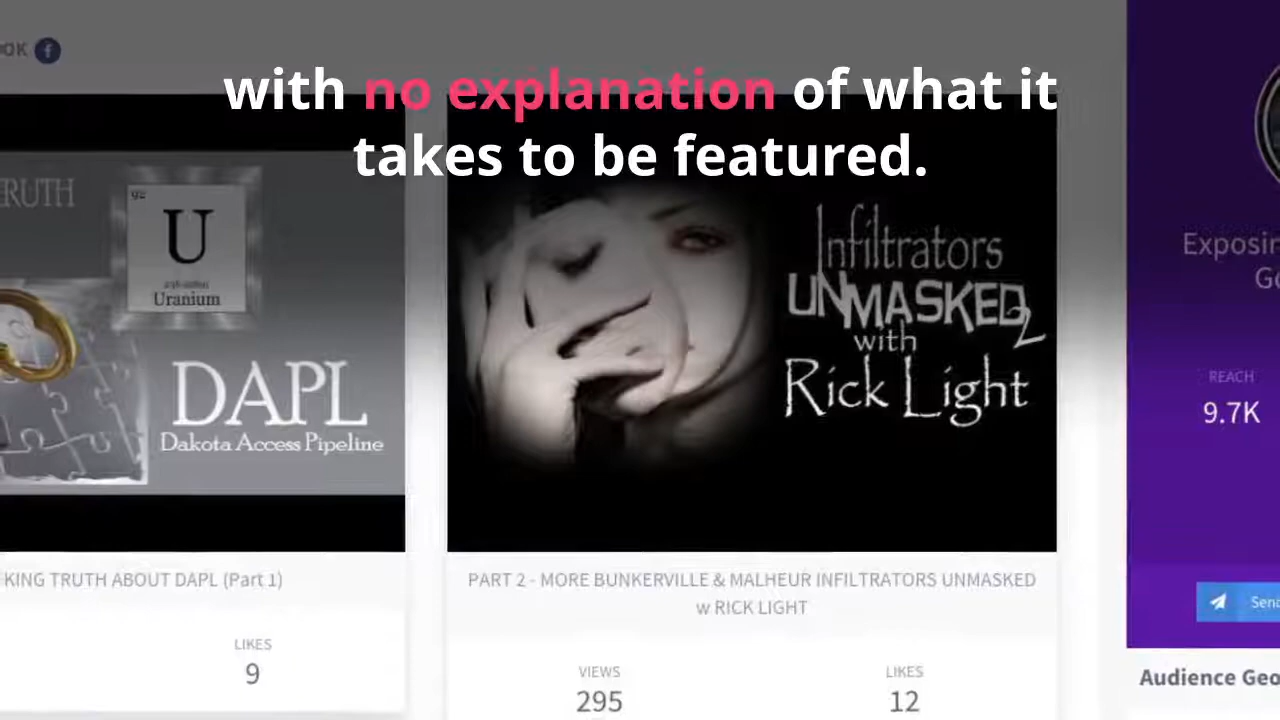 with no explanation of what it
takes to be featured.
92
U
Uranium
DAPL
Dakota Access Pipeline
KING TRUTH ABOUT DAPL (Part 1)
LIKES
9
Infiltrators
UNMASKED
2
with
Rick Light
PART 2 - MORE BUNKERVILLE & MALHEUR INFILTRATORS UNMASKED
w RICK LIGHT
VIEWS
295
LIKES
12
REACH
9.7K
Audience